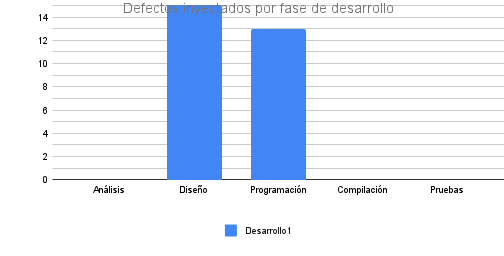 Defectos inyectados por fase de desarrollo
14
12
10
8
6
4
2
0
Análisis Diseño Programación Compilación Pruebas
Desarrollo1